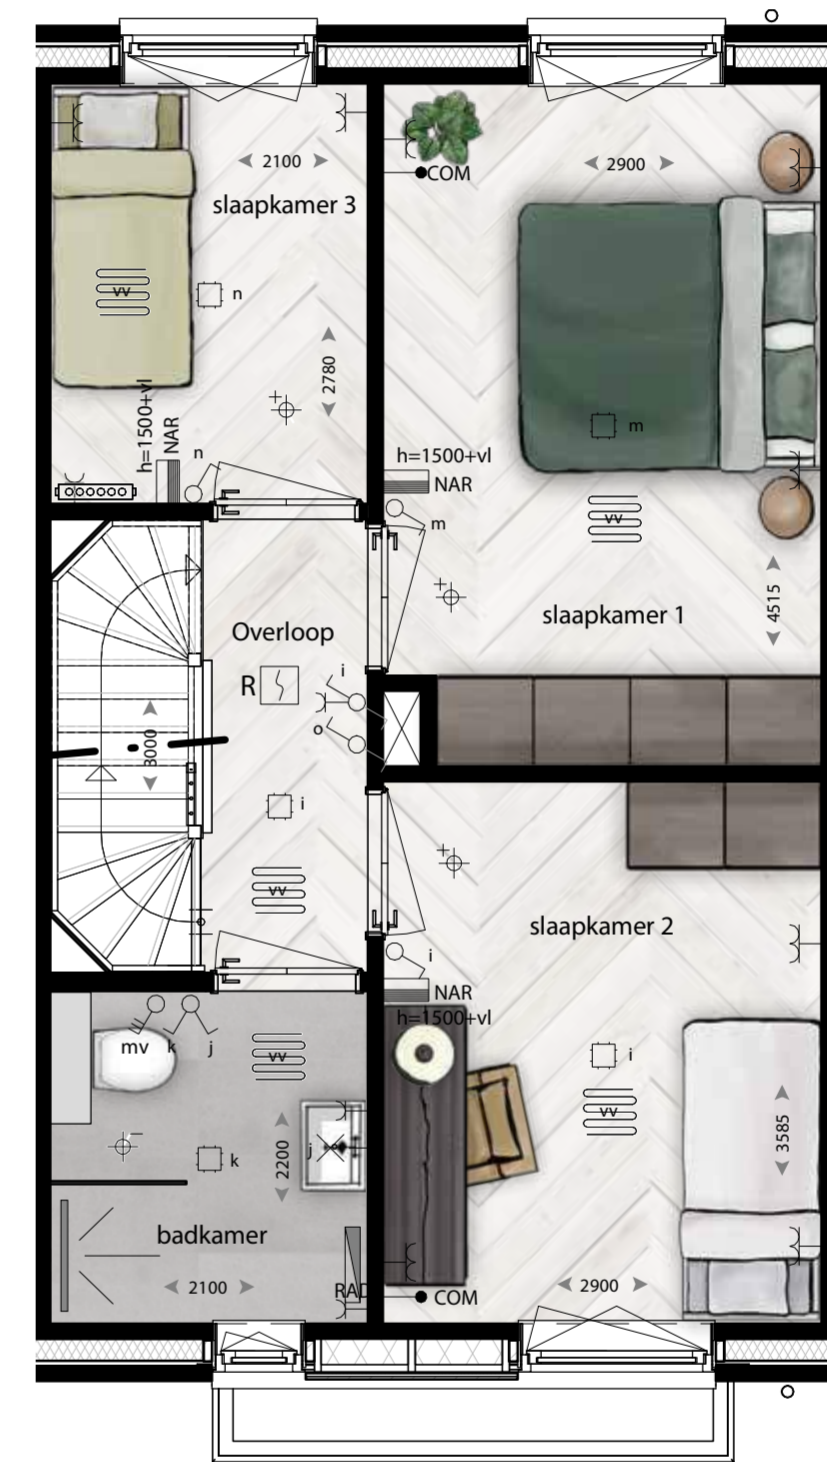 2100
2900
COM
slaapkamer 3
vv
n
2780
m
h=1500+vl
NAR
n
h=1500+vl
NAR
m
vv
4515
slaapkamer 1
Overloop
R
i
o
3000
i
vv
slaapkamer 2
i
NAR
h=1500+vl
mv
k
j
vv
i
vv
3585
j
k
2200
badkamer
2100
RAD
COM
2900